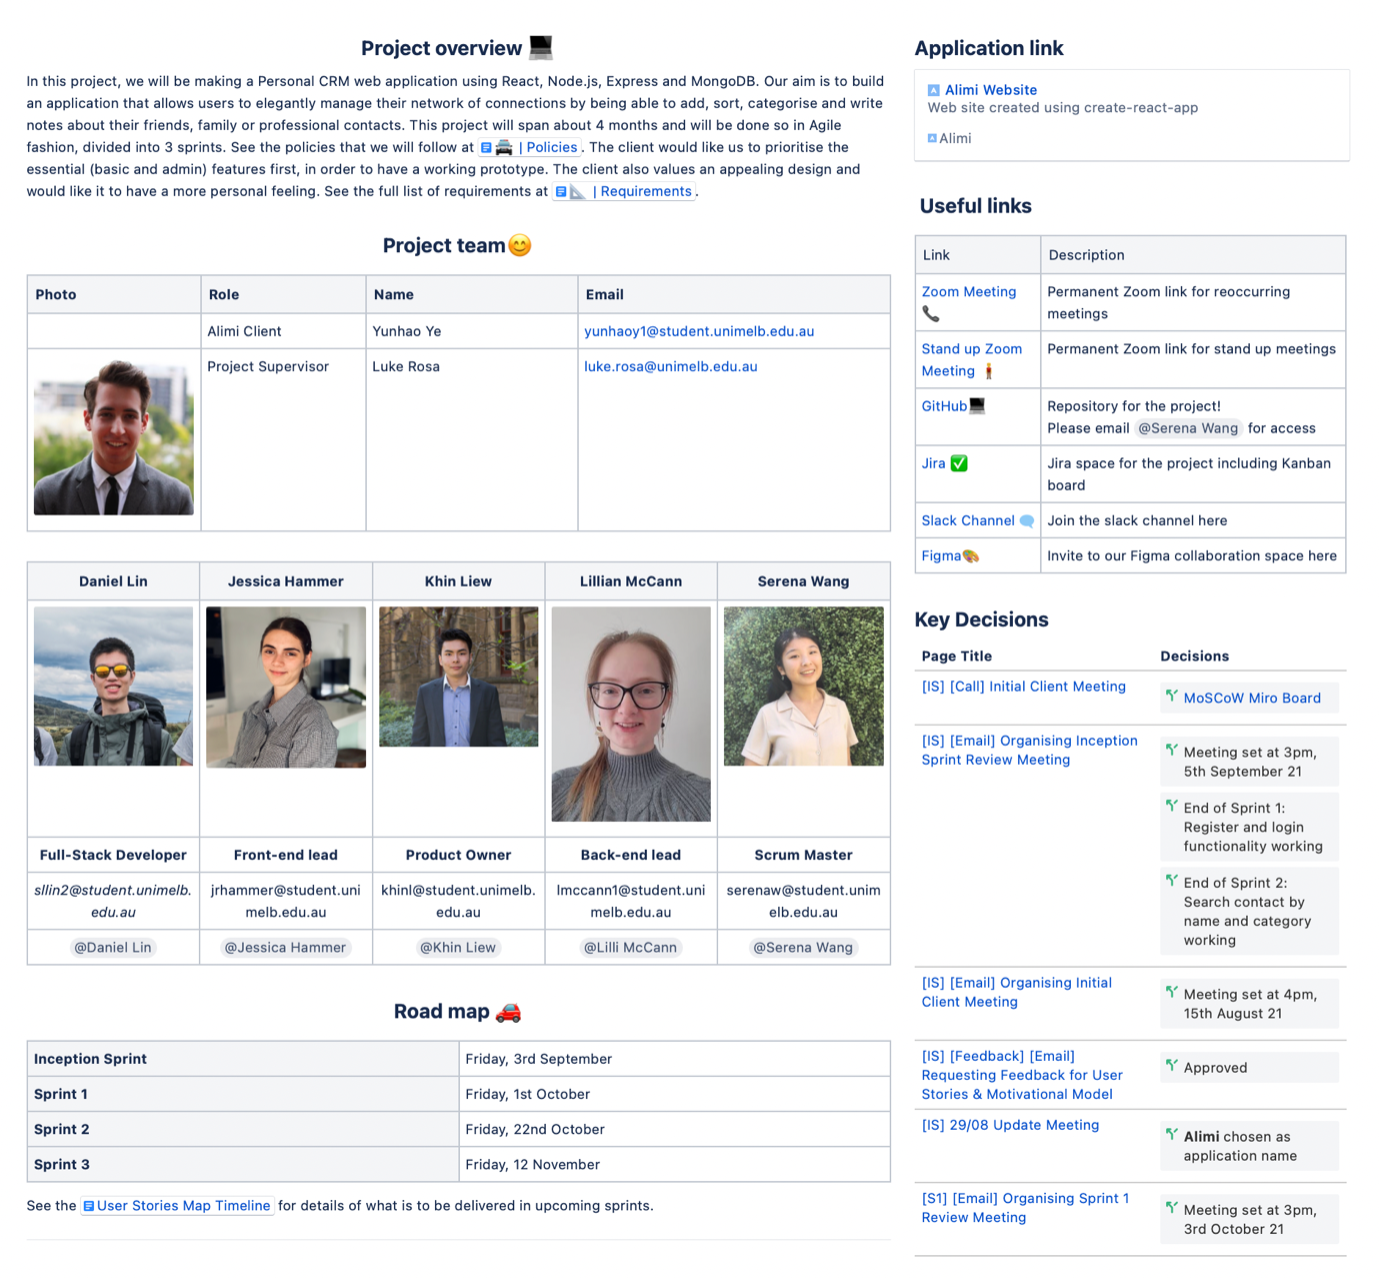 Project overview 💻
In this project, we will be making a Personal CRM web application using React, Node.js, Express and MongoDB. Our aim is to build
an application that allows users to elegantly manage their network of connections by being able to add, sort, categorise and write
notes about their friends, family or professional contacts. This project will span about 4 months and will be done so in Agile
fashion, divided into 3 sprints. See the policies that we will follow at 🚔 | Policies. The client would like us to prioritise the
essential (basic and admin) features first, in order to have a working prototype. The client also values an appealing design and
would like it to have a more personal feeling. See the full list of requirements at 📐 | Requirements.
Project team😊
Photo Role Name Email
Alimi Client Yunhao Ye yunhaoy1@student.unimelb.edu.au
Project Supervisor Luke Rosa luke.rosa@unimelb.edu.au
Daniel Lin Jessica Hammer Khin Liew Lillian McCann Serena Wang
Full-Stack Developer Front-end lead Product Owner Back-end lead Scrum Master
sllin2@student.unimelb. jrhammer@student.uni khinl@student.unimelb. lmccann1@student.uni serenaw@student.unim
edu.au melb.edu.au edu.au melb.edu.au elb.edu.au
@Daniel Lin @Jessica Hammer @Khin Liew @Lilli McCann @Serena Wang
Road map 🚗
Inception Sprint Friday, 3rd September
Sprint 1 Friday, 1st October
Sprint 2 Friday, 22nd October
Sprint 3 Friday, 12 November
See the User Stories Map Timeline for details of what is to be delivered in upcoming sprints.
Application link
Alimi Website
Web site created using create-react-app
Alimi
Useful links
Link Description
Zoom Meeting Permanent Zoom link for reoccurring
📞 meetings
Stand up Zoom Permanent Zoom link for stand up meetings
Meeting 🧍
GitHub💻 Repository for the project!
Please email @Serena Wang for access
Jira ✅ Jira space for the project including Kanban
board
Slack Channel 🗨️ Join the slack channel here
Figma🎨 Invite to our Figma collaboration space here
Key Decisions
Page Title Decisions
[IS] [Call] Initial Client Meeting MoSCoW Miro Board
[IS] [Email] Organising Inception
Sprint Review Meeting
Meeting set at 3pm,
5th September 21
End of Sprint 1:
Register and login
functionality working
End of Sprint 2:
Search contact by
name and category
working
[IS] [Email] Organising Initial
Client Meeting
Meeting set at 4pm,
15th August 21
[IS] [Feedback] [Email]
Requesting Feedback for User
Stories & Motivational Model
Approved
[IS] 29/08 Update Meeting
Alimi chosen as
application name
[S1] [Email] Organising Sprint 1
Review Meeting
Meeting set at 3pm,
3rd October 21